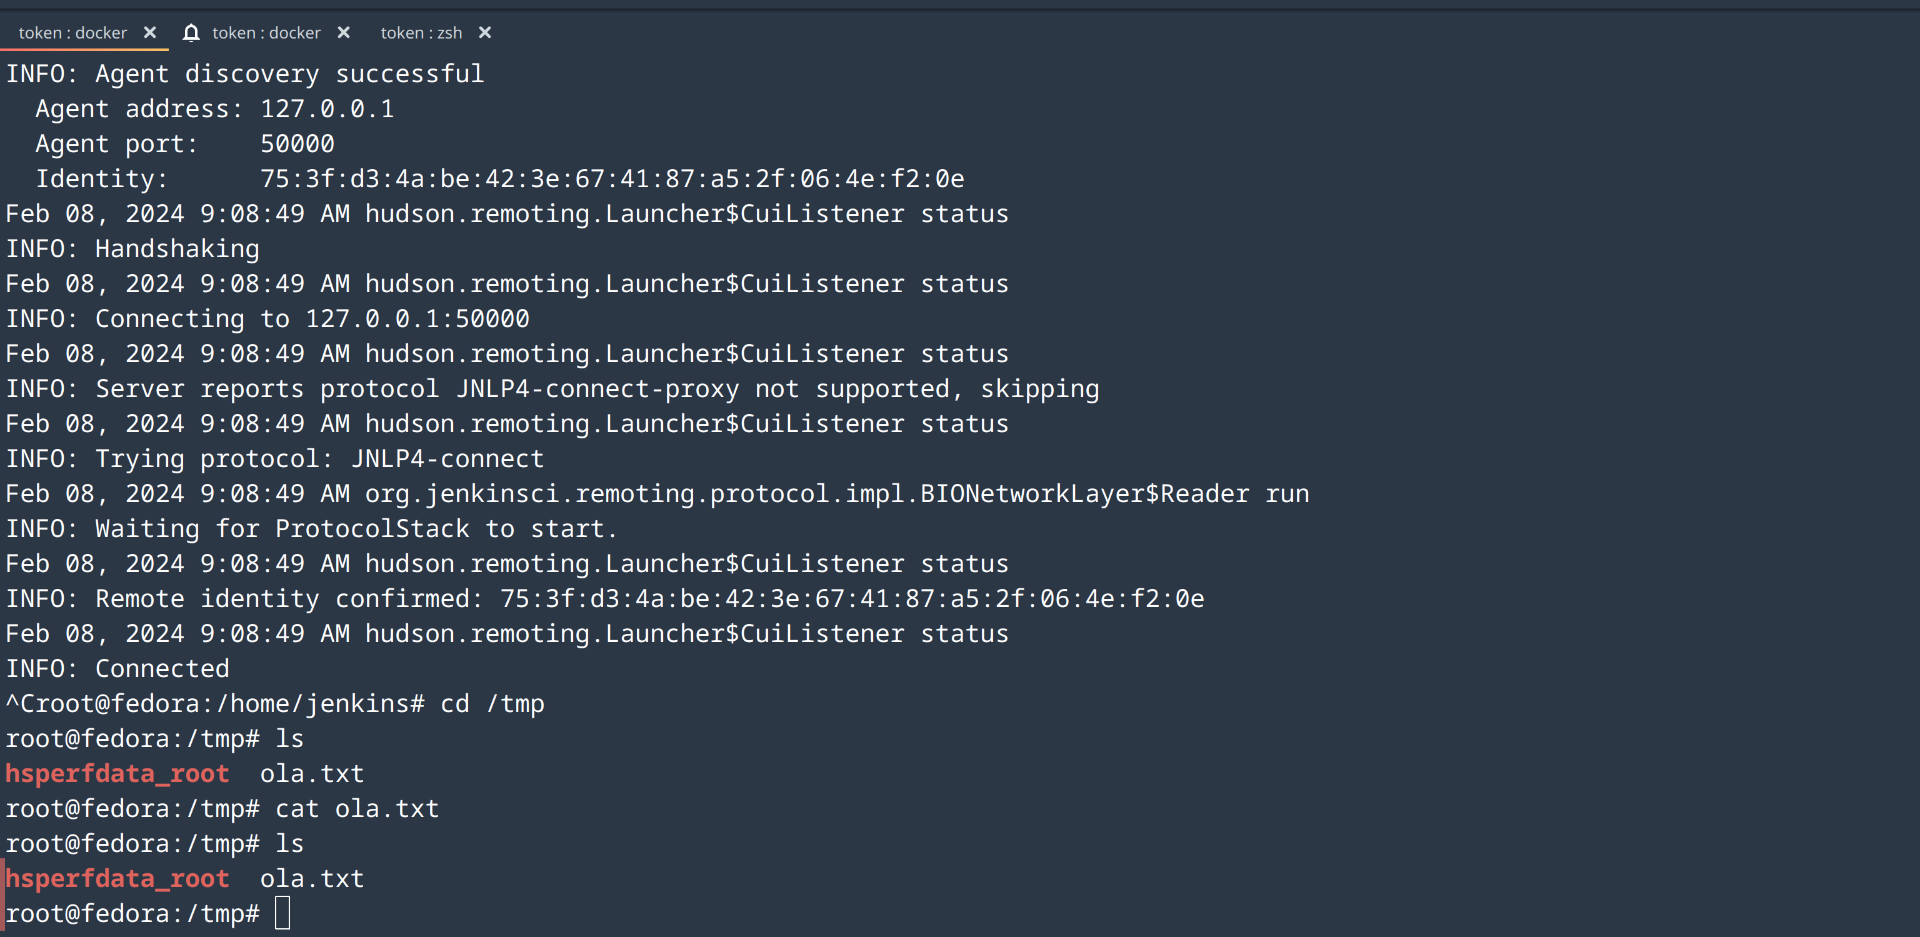 token : docker token : docker token : zsh
INFO: Agent discovery successful
  Agent address: 127.0.0.1
  Agent port:    50000
  Identity:      75:3f:d3:4a:be:42:3e:67:41:87:a5:2f:06:4e:f2:0e
Feb 08, 2024 9:08:49 AM hudson.remoting.Launcher$CuiListener status
INFO: Handshaking
Feb 08, 2024 9:08:49 AM hudson.remoting.Launcher$CuiListener status
INFO: Connecting to 127.0.0.1:50000
Feb 08, 2024 9:08:49 AM hudson.remoting.Launcher$CuiListener status
INFO: Server reports protocol JNLP4-connect-proxy not supported, skipping
Feb 08, 2024 9:08:49 AM hudson.remoting.Launcher$CuiListener status
INFO: Trying protocol: JNLP4-connect
Feb 08, 2024 9:08:49 AM org.jenkinsci.remoting.protocol.impl.BIONetworkLayer$Reader run
INFO: Waiting for ProtocolStack to start.
Feb 08, 2024 9:08:49 AM hudson.remoting.Launcher$CuiListener status
INFO: Remote identity confirmed: 75:3f:d3:4a:be:42:3e:67:41:87:a5:2f:06:4e:f2:0e
Feb 08, 2024 9:08:49 AM hudson.remoting.Launcher$CuiListener status
INFO: Connected
^Croot@fedora:/home/jenkins# cd /tmp
root@fedora:/tmp# ls
hsperfdata_root  ola.txt
root@fedora:/tmp# cat ola.txt
root@fedora:/tmp# ls
hsperfdata_root  ola.txt
root@fedora:/tmp#